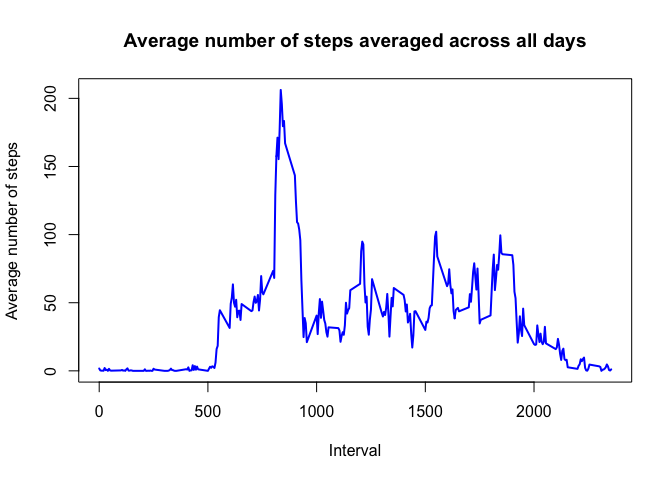 Average number of steps averaged across all days
Average number of steps
200
150
100
50
0
0 500 1000 1500 2000
Interval